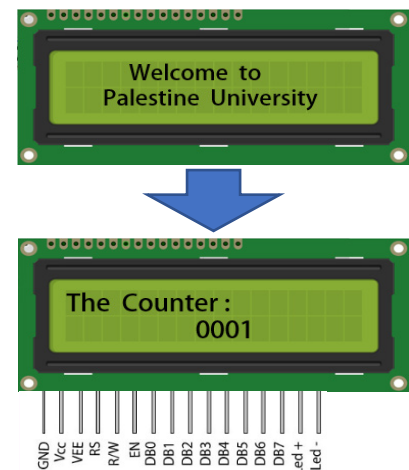 Welcome to
Palestine University
The Counter :
0001
GND
Vcc
VEE
RS
R/W
EN
DB0
DB1
DB2
DB3
DB4
DB5
DB6
DB7
Led +
Led -